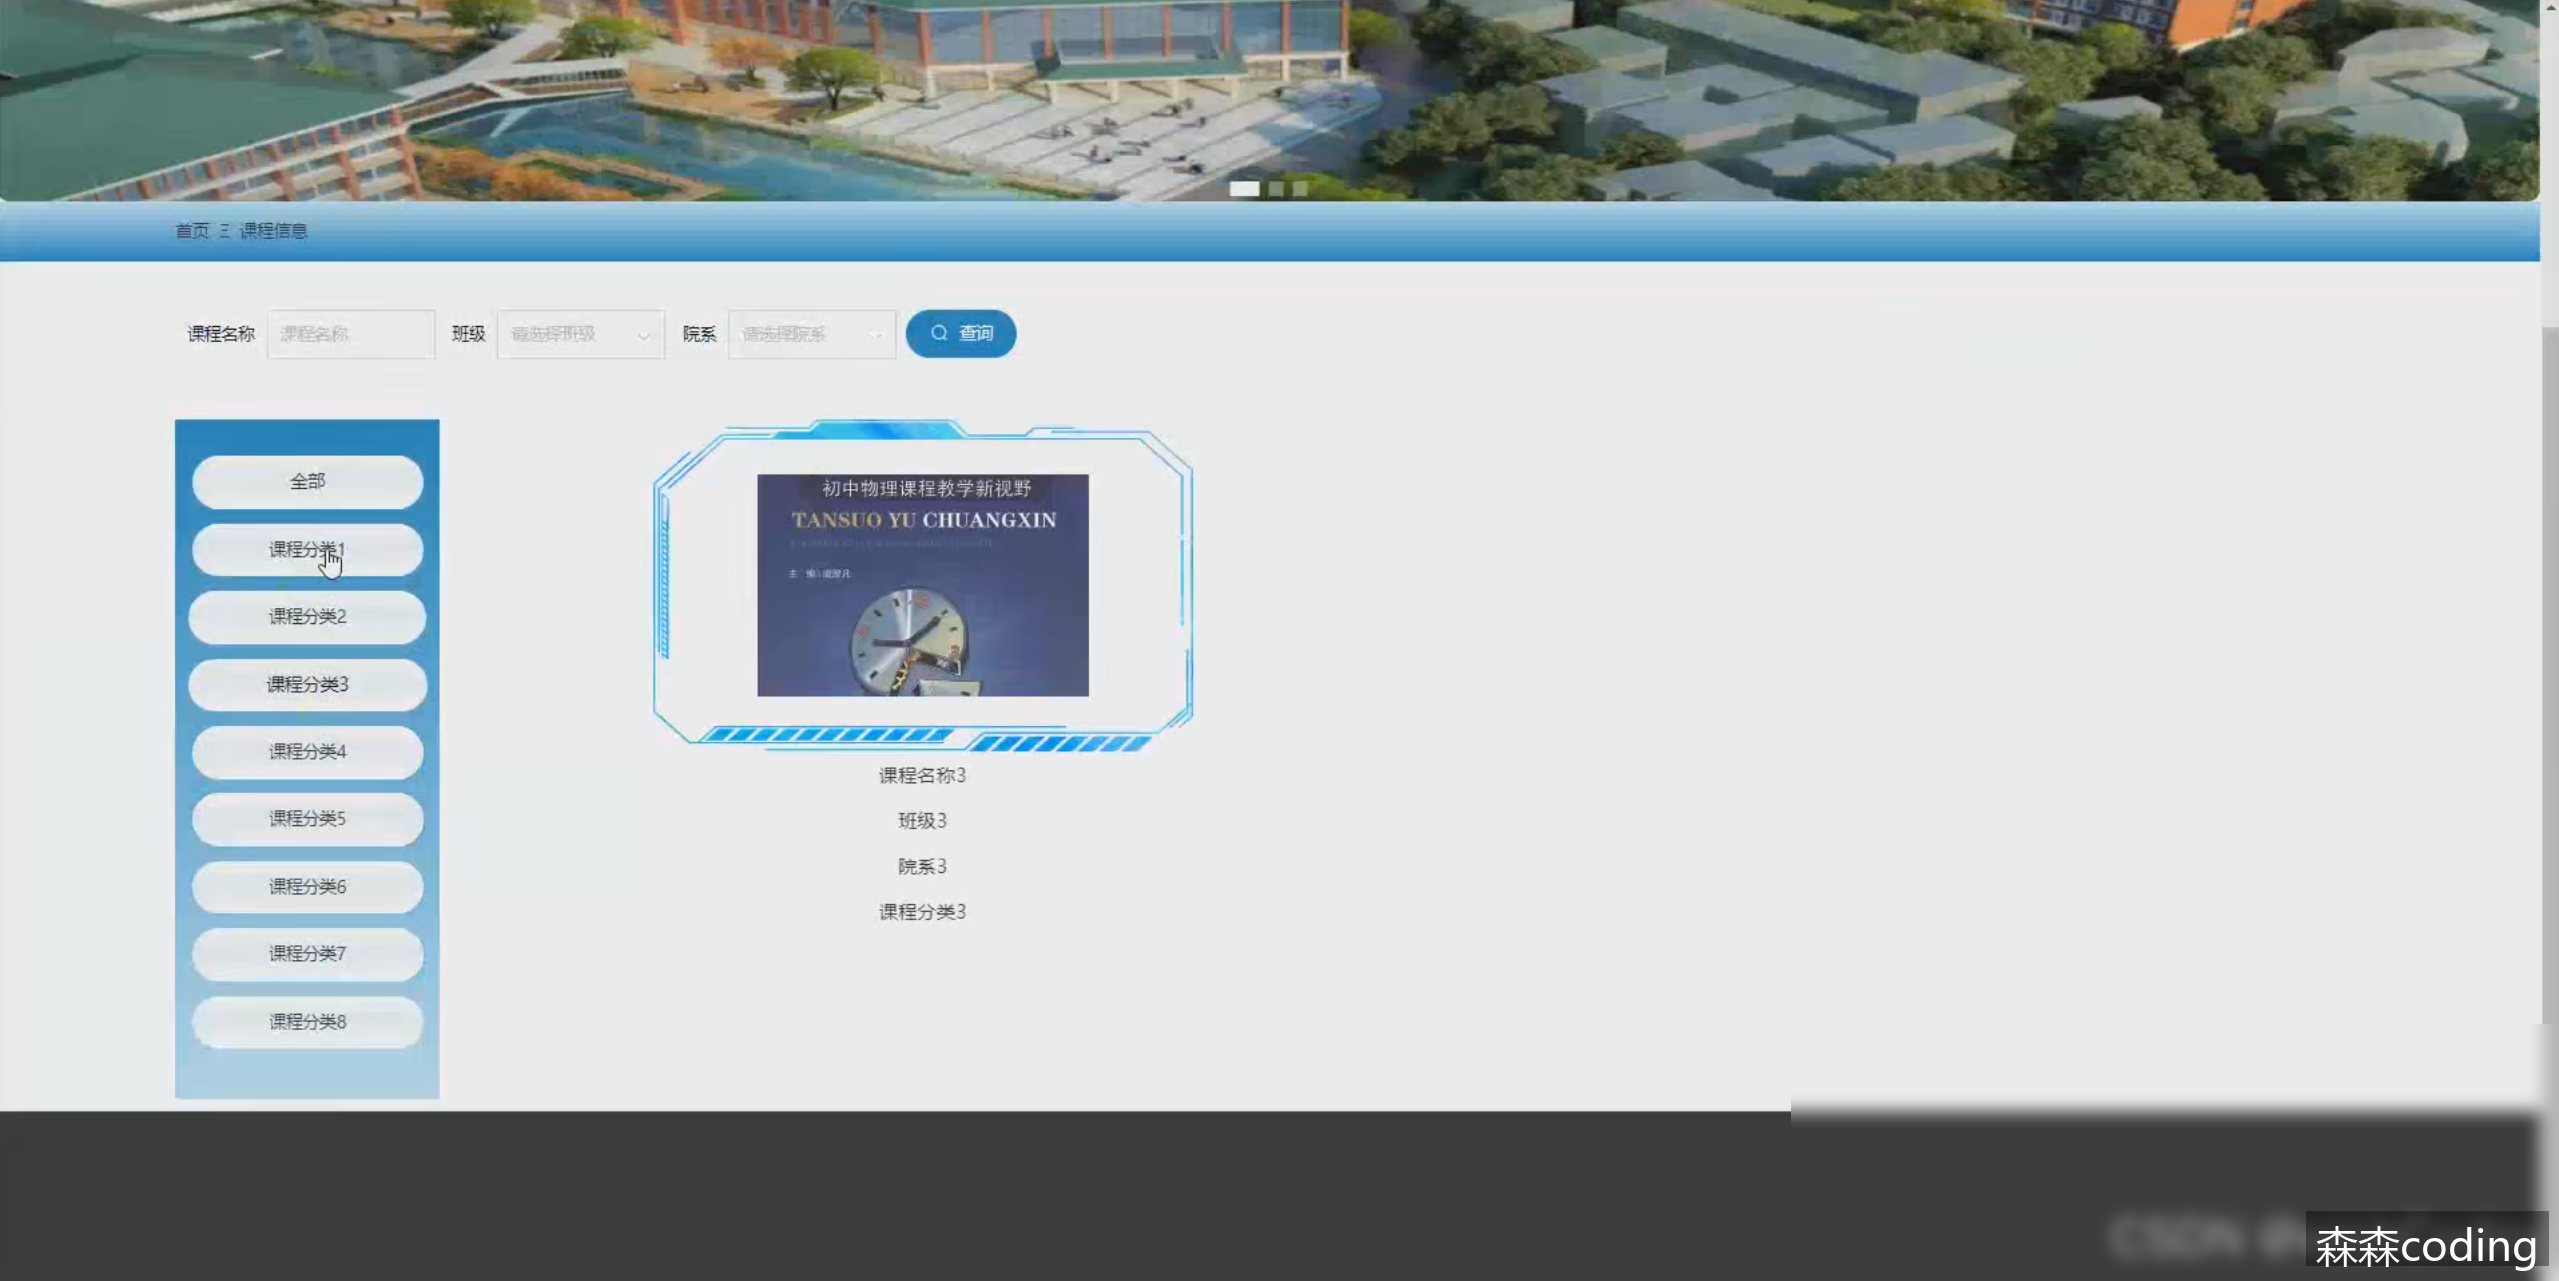 首页 Ξ 课程信息
课程名称 课程名称 班级 请选择班级 院系 请选择院系 查询
全部
课程分类1
课程分类2
课程分类3
课程分类4
课程分类5
课程分类6
课程分类7
课程分类8
初中物理课程教学新视野
TANSUO YU CHUANGXIN
课程名称3
班级3
院系3
课程分类3
CSDN
森森coding